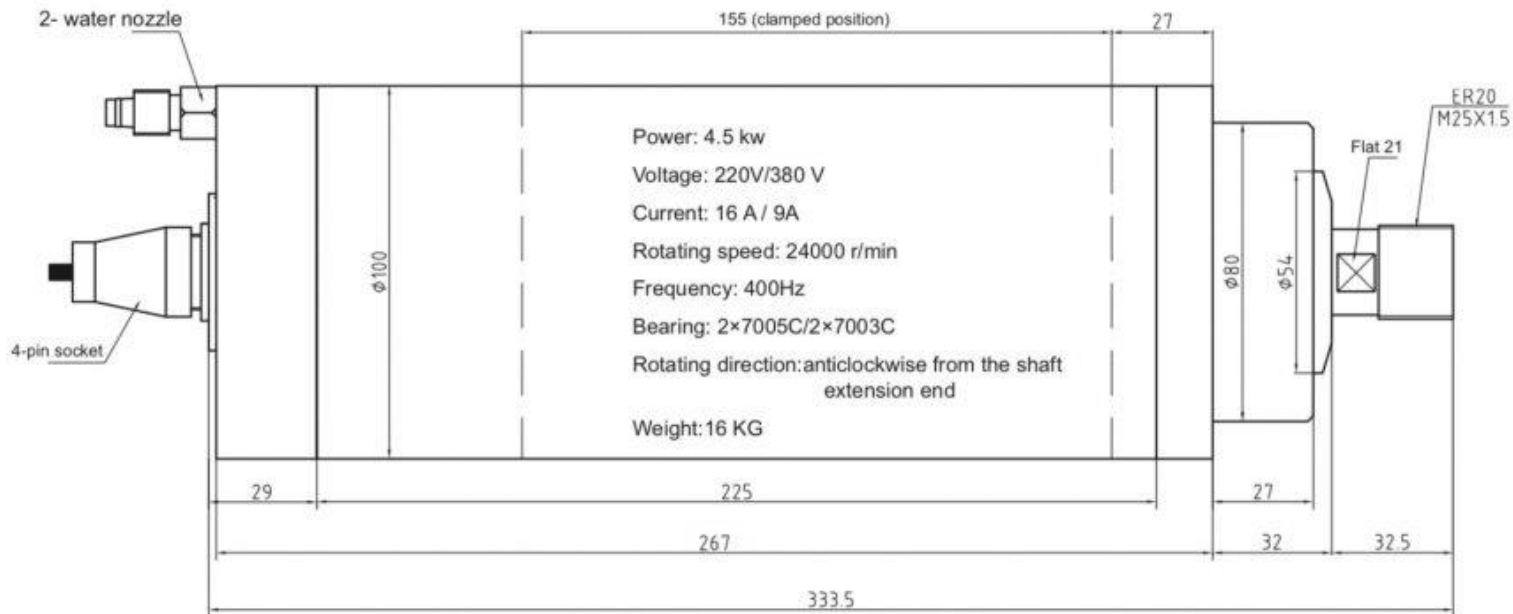 2- water nozzle
155 (clamped position)
27
ER20
M25X1.5
Flat 21
Power: 4.5 kw
Voltage: 220V/380 V
Current: 16 A / 9A
Rotating speed: 24000 r/min
Frequency: 400Hz
Bearing: 2×7005C/2×7003C
Rotating direction:anticlockwise from the shaft
extension end
Weight:16 KG
ϕ100
ϕ80
ϕ54
4-pin socket
29
225
27
267
32
32.5
333.5